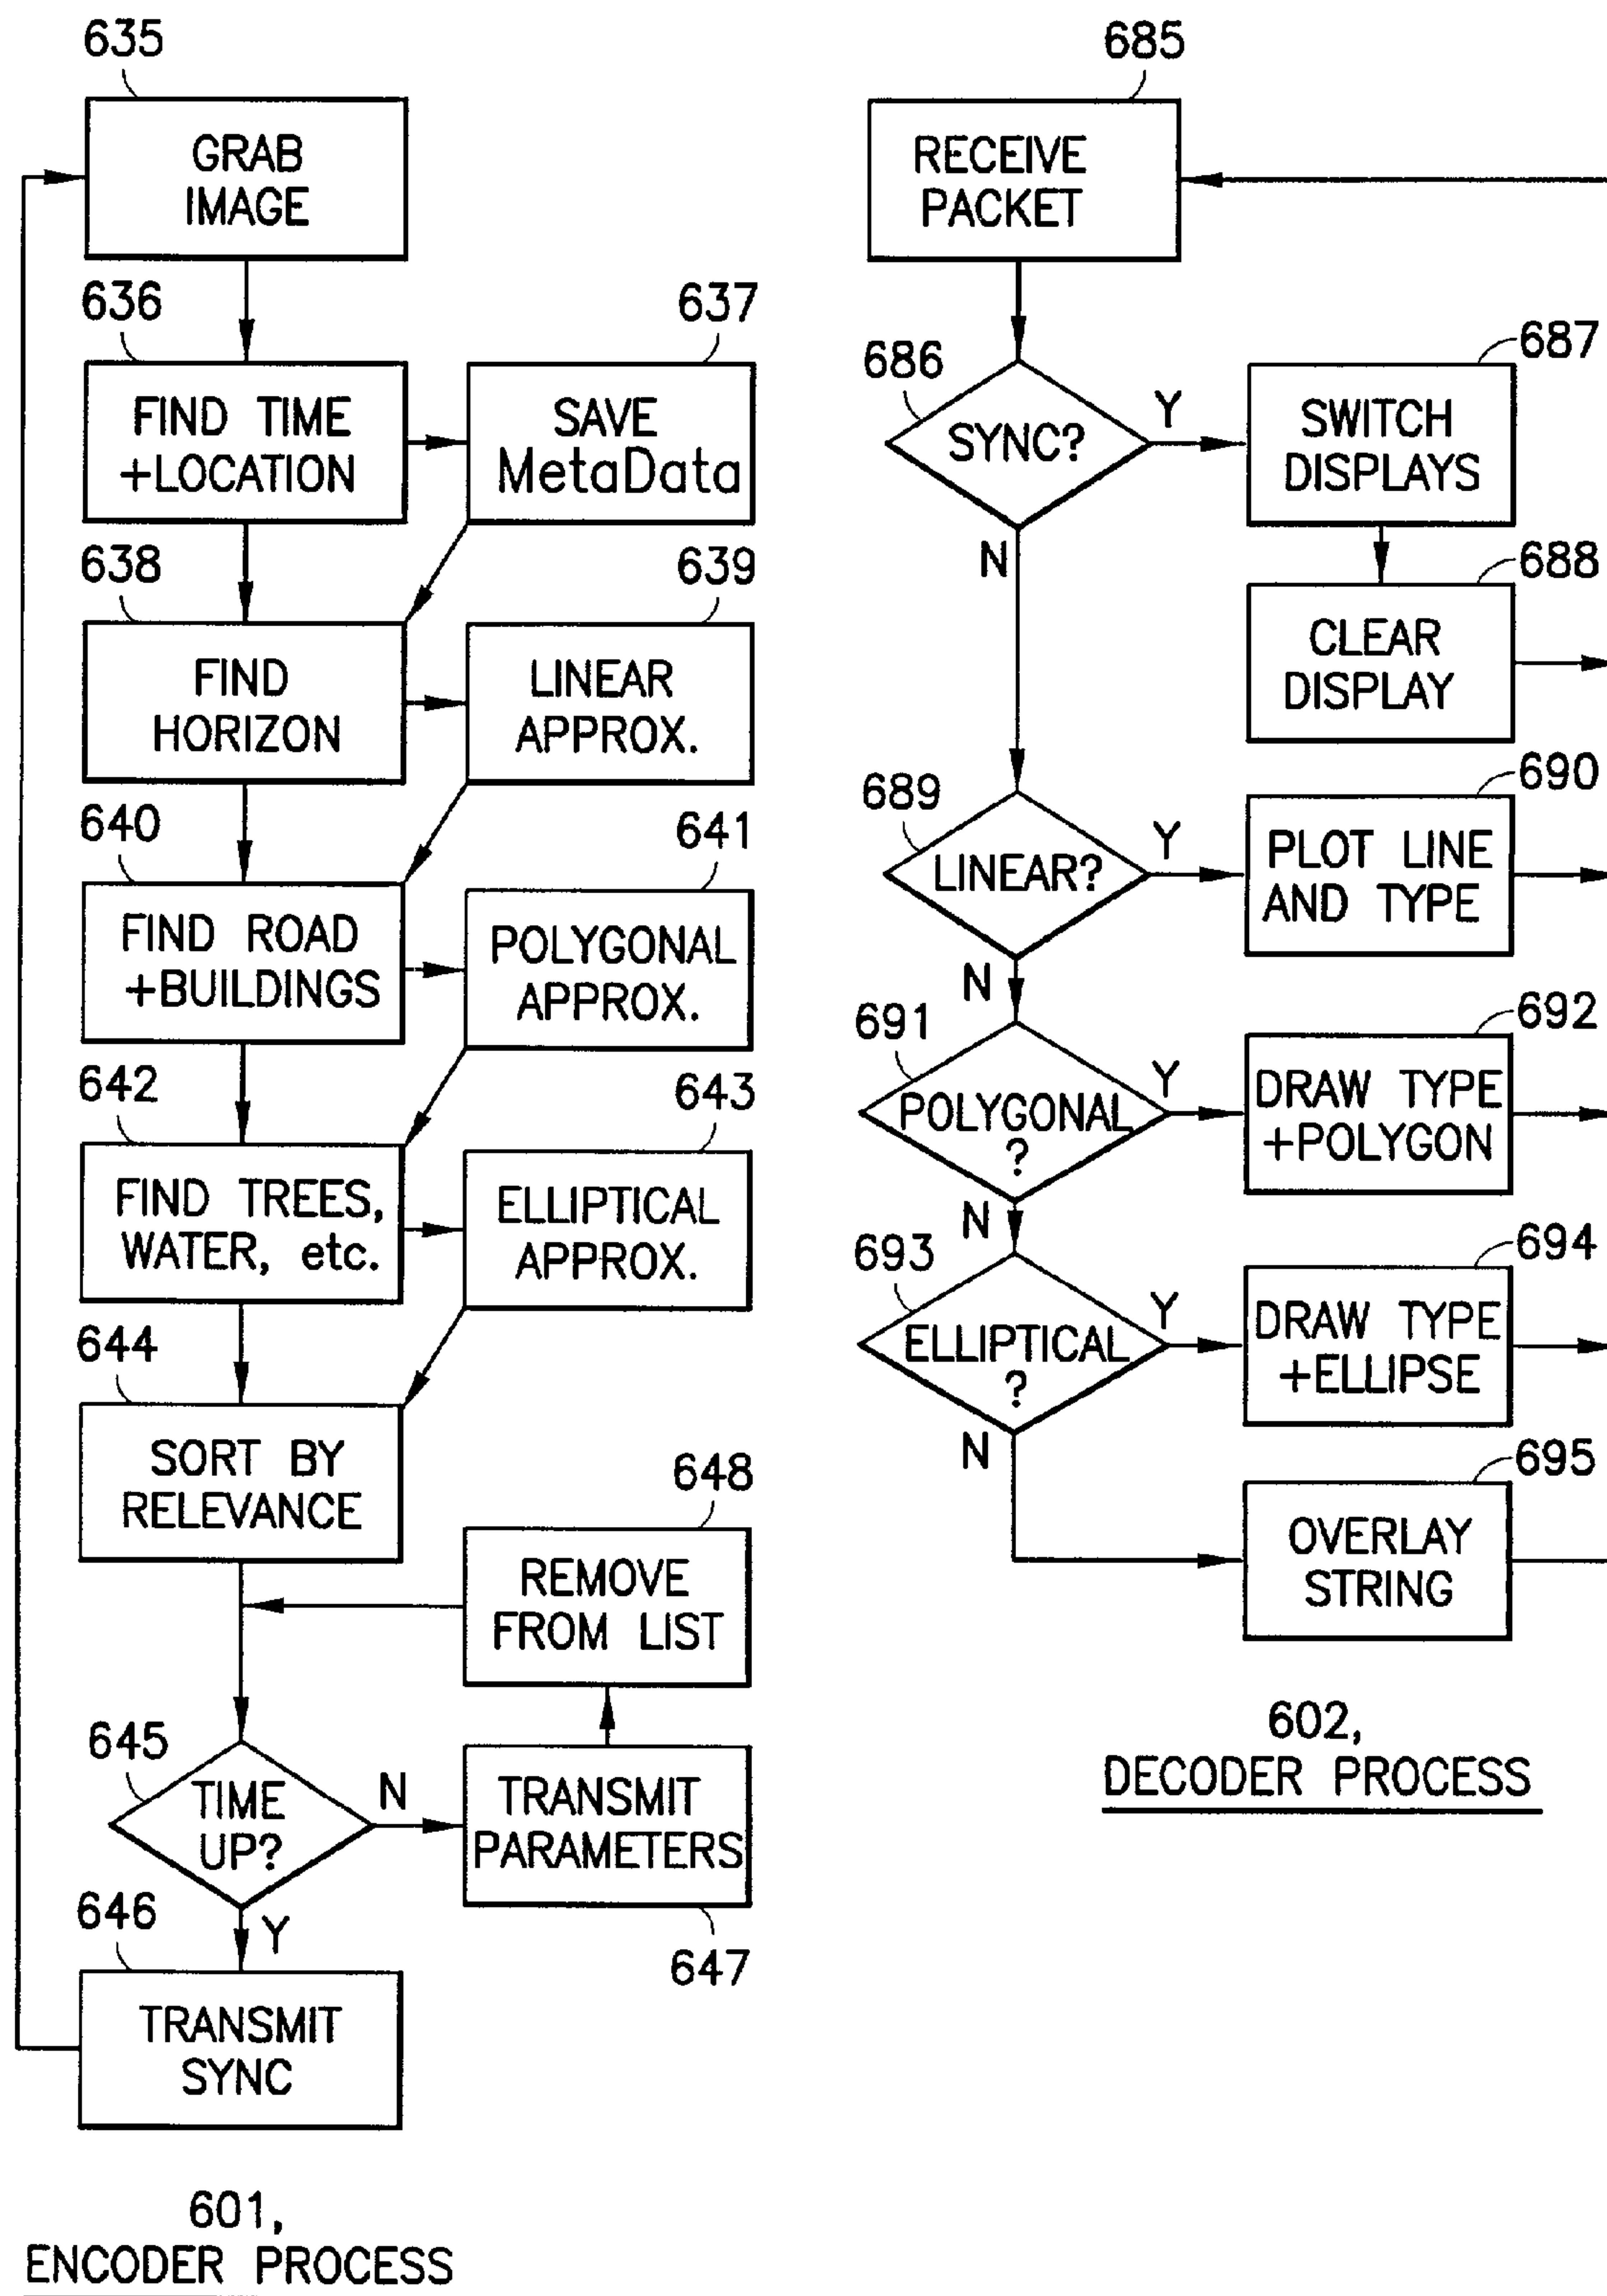 635
GRAB
IMAGE
636
FIND TIME
+LOCATION
637
SAVE
MetaData
638
FIND
HORIZON
639
LINEAR
APPROX.
640
FIND ROAD
+BUILDINGS
641
POLYGONAL
APPROX.
642
FIND TREES,
WATER, etc.
643
ELLIPTICAL
APPROX.
644
SORT BY
RELEVANCE
648
REMOVE
FROM LIST
645
TIME
UP?
N
TRANSMIT
PARAMETERS
647
Y
646
TRANSMIT
SYNC
601,
ENCODER PROCESS
685
RECEIVE
PACKET
686
SYNC?
Y
687
SWITCH
DISPLAYS
N
688
CLEAR
DISPLAY
689
LINEAR?
Y
690
PLOT LINE
AND TYPE
N
691
POLYGONAL
?
Y
692
DRAW TYPE
+POLYGON
N
693
ELLIPTICAL
?
Y
694
DRAW TYPE
+ELLIPSE
N
695
OVERLAY
STRING
602,
DECODER PROCESS